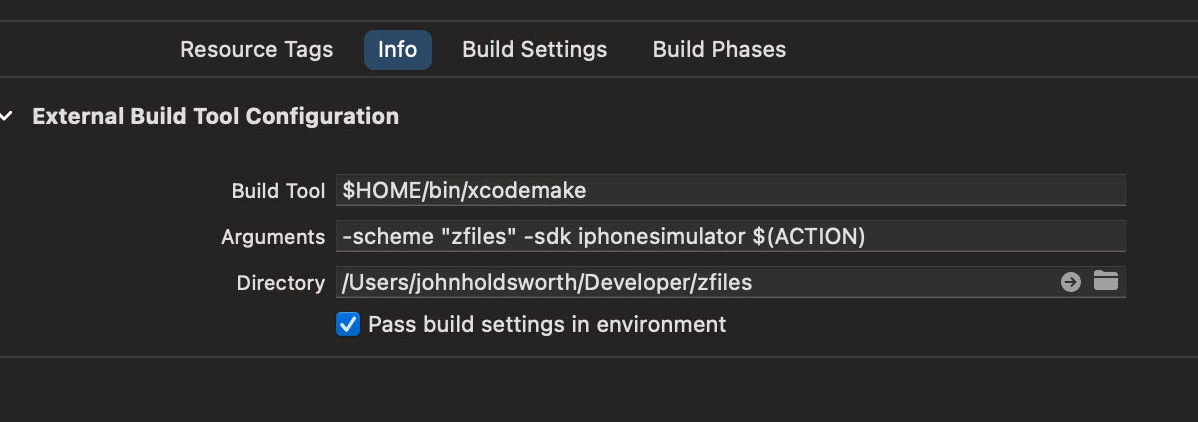 Resource Tags Info Build Settings Build Phases
External Build Tool Configuration
Build Tool $HOME/bin/xcodemake
Arguments -scheme "zfiles" -sdk iphonesimulator $(ACTION)
Directory /Users/johnholdsworth/Developer/zfiles
Pass build settings in environment